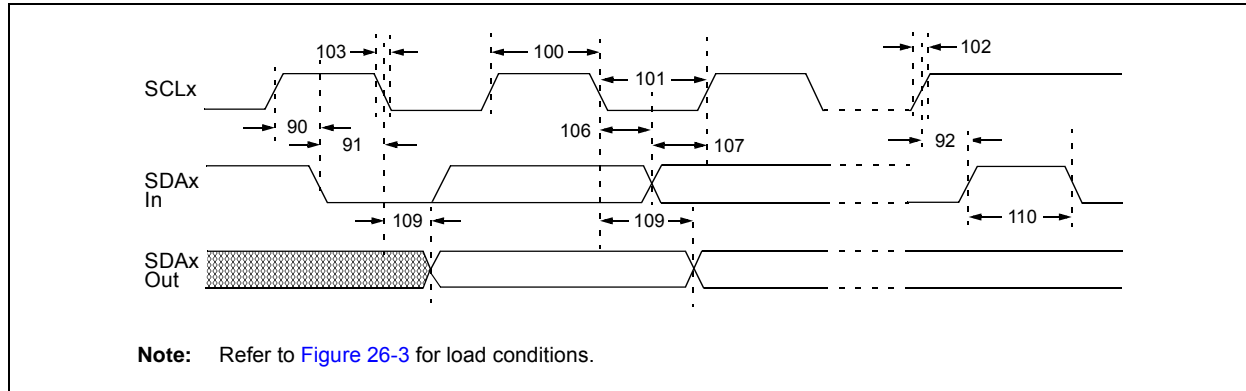 103
100
101
102
SCLx
90
91
106
107
92
SDAx
In
109
109
110
SDAx
Out
Note: Refer to Figure 26-3 for load conditions.